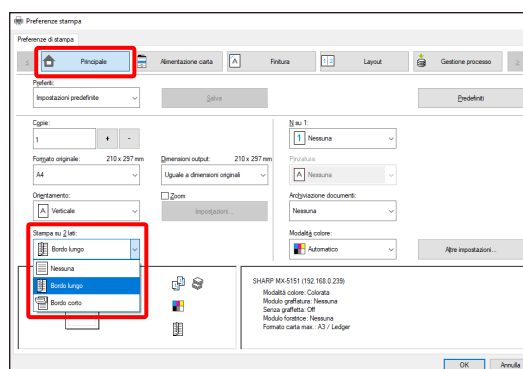 Preferenze stampa
Preferenze di stampa
Principale
Alimentazione carta
A
Finitura
1 2
Layout
Gestione processo
Preferiti:
Impostazioni predefinite
Salva
Predefiniti
Copie:
1
+
-
N su 1:
1 Nessuna
Formato originale:
210 x 297 mm
Dimensioni output:
210 x 297 mm
Piegatura:
A4
Uguale a dimensioni originali
A Nessuna
Orientamento:
Zoom
Archiviazione documenti:
A Verticale
Impostazioni...
Nessuna
Stampa su 2 lati:
Modalità colore:
Bordo lungo
Automatico
Altre impostazioni...
Nessuna
Bordo lungo
Bordo corto
SHARP MX-5151 (192.168.0.239)
Modalità colore: Colorata
Modulo graffatura: Nessuna
Senza graffetta: Off
Modulo foratrice: Nessuna
Formato carta max.: A3 / Ledger
OK
Annulla